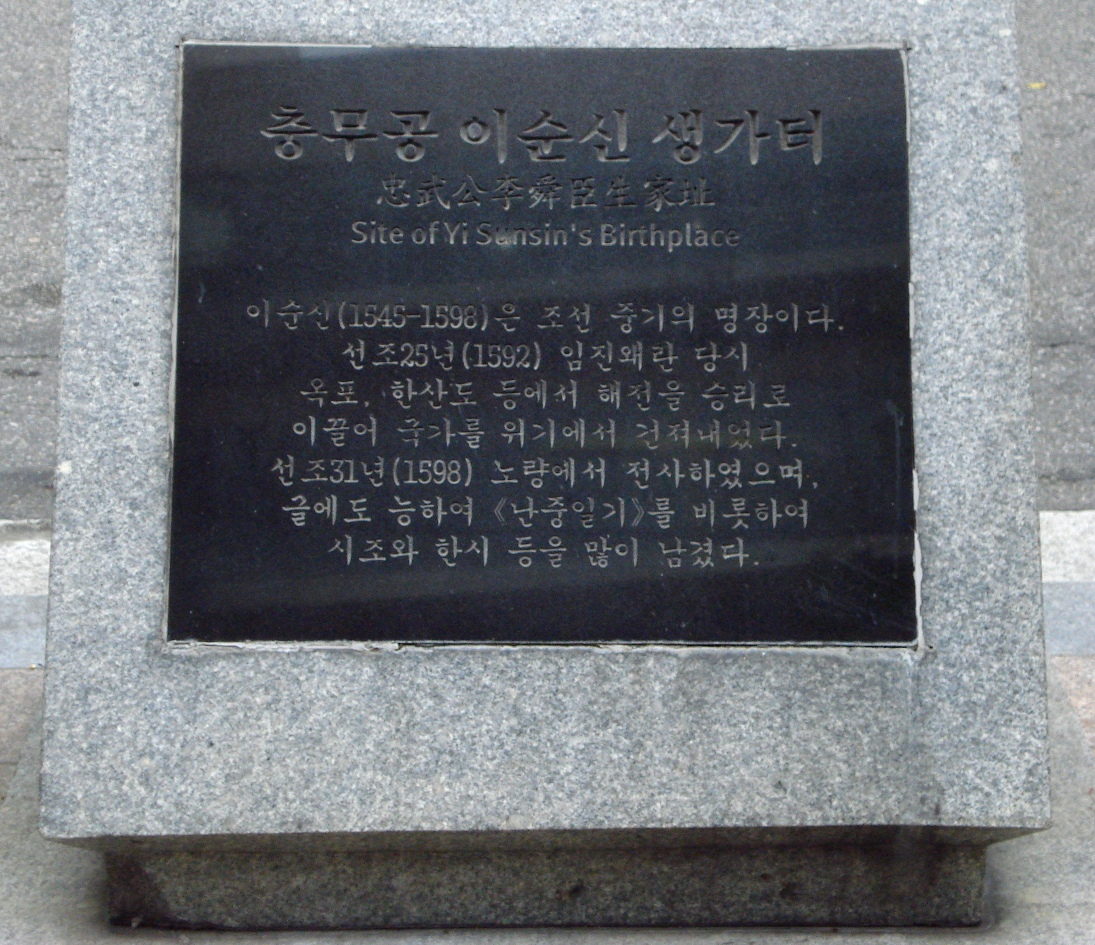 충무공 이순신 생가터
忠武公李舜臣生家址
Site of Yi Sunsin's Birthplace
이순신(1545-1598)은 조선 중기의 명장이다.
선조25년(1592) 임진왜란 당시
옥포, 한산도 등에서 해전을 승리로
이끌어 국가를 위기에서 건져내었다.
선조31년(1598) 노량에서 전사하였으며,
글에도 능하여 《난중일기》를 비롯하여
시조와 한시 등을 많이 남겼다.